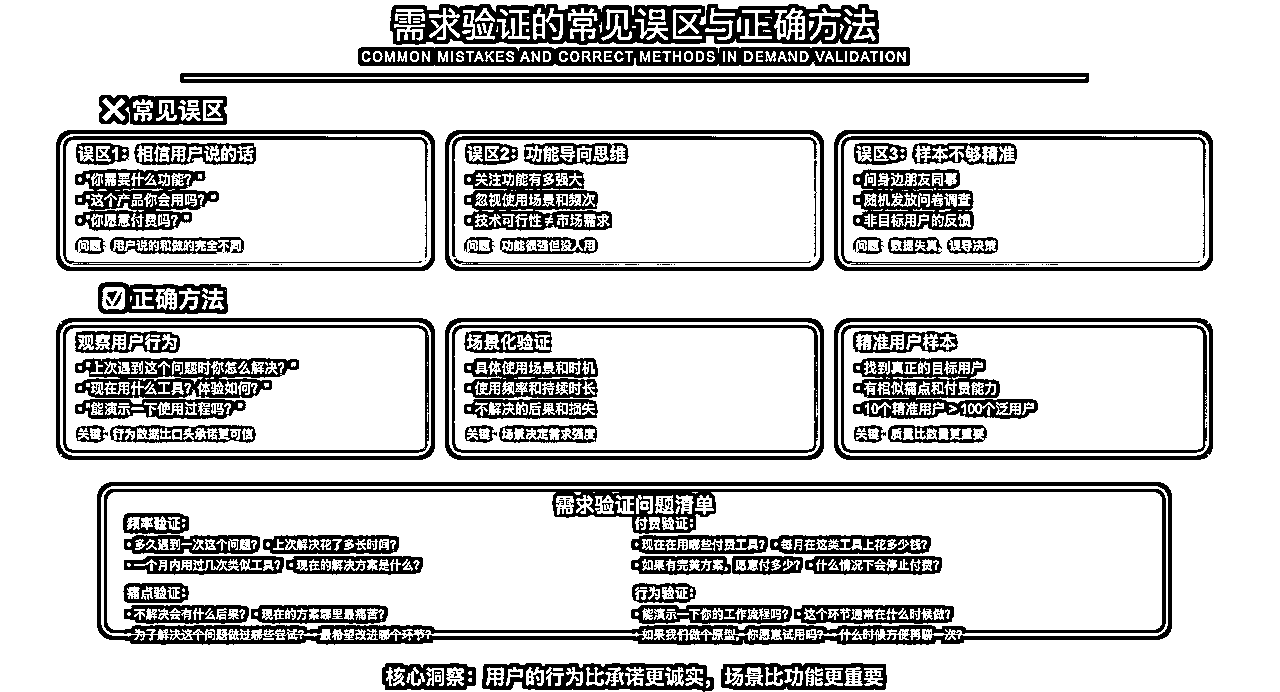 需求验证的常见误区与正确方法
COMMON MISTAKES AND CORRECT METHODS IN DEMAND VALIDATION
常见误区
误区1：相信用户说的话
• "你需要什么功能？"
• "这个产品你会用吗？"
• "你愿意付费吗？"
问题：用户说的和做的完全不同
误区2：功能导向思维
• 关注功能有多强大
• 忽视使用场景和频次
• 技术可行性 ≠ 市场需求
问题：功能很强但没人用
误区3：样本不够精准
• 问身边朋友同事
• 随机发放问卷调查
• 非目标用户的反馈
问题：数据失真，误导决策
正确方法
观察用户行为
• "上次遇到这个问题时你怎么解决？"
• "现在用什么工具？体验如何？"
• "能演示一下使用过程吗？"
关键：行为数据比口头承诺更可信
场景化验证
• 具体使用场景和时机
• 使用频率和持续时长
• 不解决的后果和损失
关键：场景决定需求强度
精准用户样本
• 找到真正的目标用户
• 有相似痛点和付费能力
• 10个精准用户 > 100个泛用户
关键：质量比数量更重要
需求验证问题清单
频率验证：
• 多久遇到一次这个问题？ • 上次解决花了多长时间？
• 一个月内用过几次类似工具？ • 现在的解决方案是什么？
付费验证：
• 现在在用哪些付费工具？ • 每月在这类工具上花多少钱？
• 如果有完美方案，愿意付多少？ • 什么情况下会停止付费？
痛点验证：
• 不解决会有什么后果？ • 现在的方案哪里最痛苦？
• 为了解决这个问题做过哪些尝试？ • 最希望改进哪个环节？
行为验证：
• 能演示一下你的工作流程吗？ • 这个环节通常在什么时候做？
• 如果我们做个原型，你愿意试用吗？ • 什么时候方便再聊一次？
核心洞察：用户的行为比承诺更诚实，场景比功能更重要